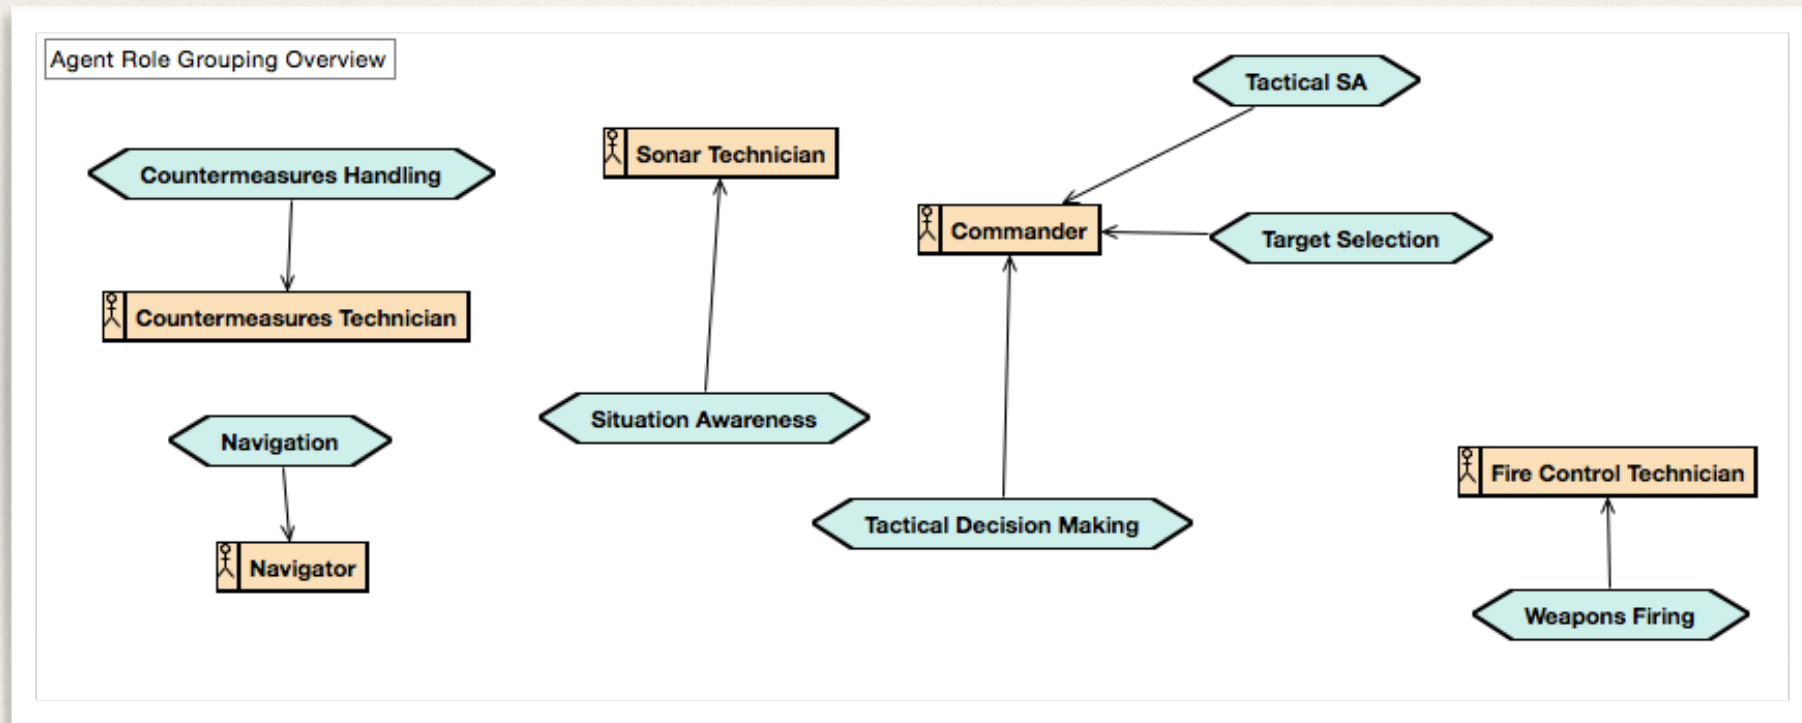 Agent Role Grouping Overview
Tactical SA
Sonar Technician
Countermeasures Handling
Commander
Target Selection
Countermeasures Technician
Situation Awareness
Navigation
Fire Control Technician
Tactical Decision Making
Navigator
Weapons Firing